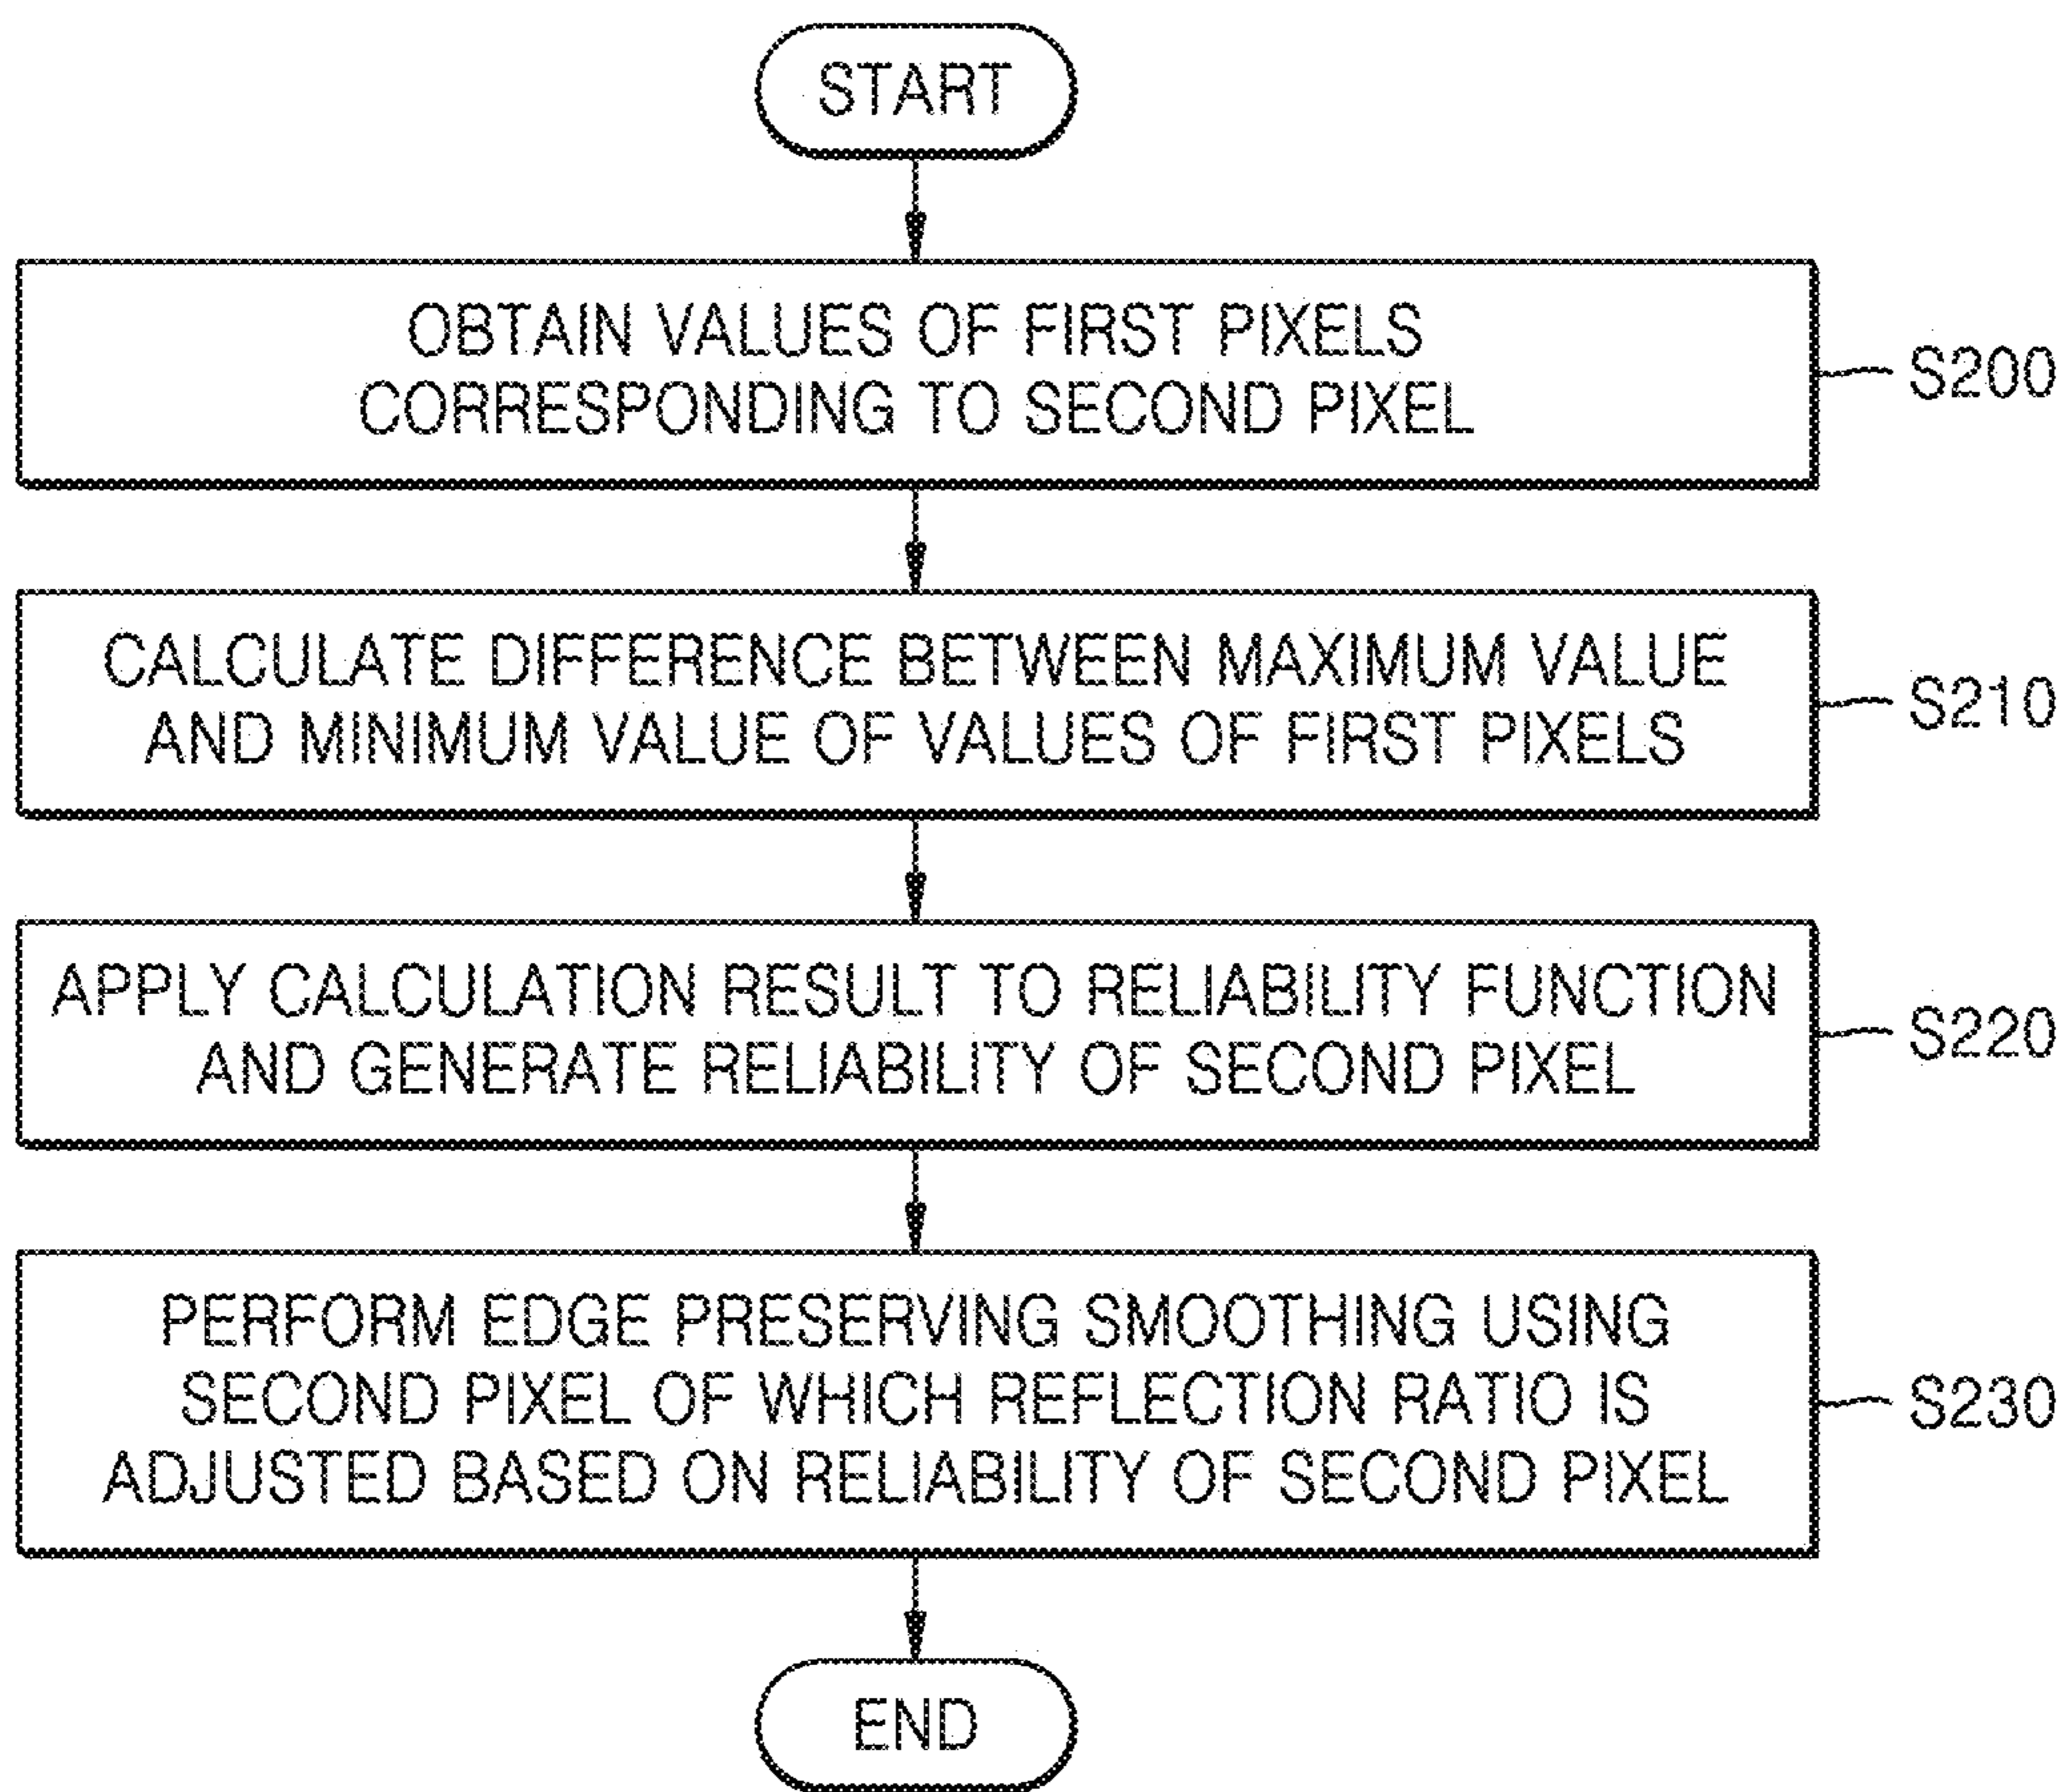 START
OBTAIN VALUES OF FIRST PIXELS
CORRESPONDING TO SECOND PIXEL
S200
CALCULATE DIFFERENCE BETWEEN MAXIMUM VALUE
AND MINIMUM VALUE OF VALUES OF FIRST PIXELS
S210
APPLY CALCULATION RESULT TO RELIABILITY FUNCTION
AND GENERATE RELIABILITY OF SECOND PIXEL
S220
PERFORM EDGE PRESERVING SMOOTHING USING
SECOND PIXEL OF WHICH REFLECTION RATIO IS
ADJUSTED BASED ON RELIABILITY OF SECOND PIXEL
S230
END